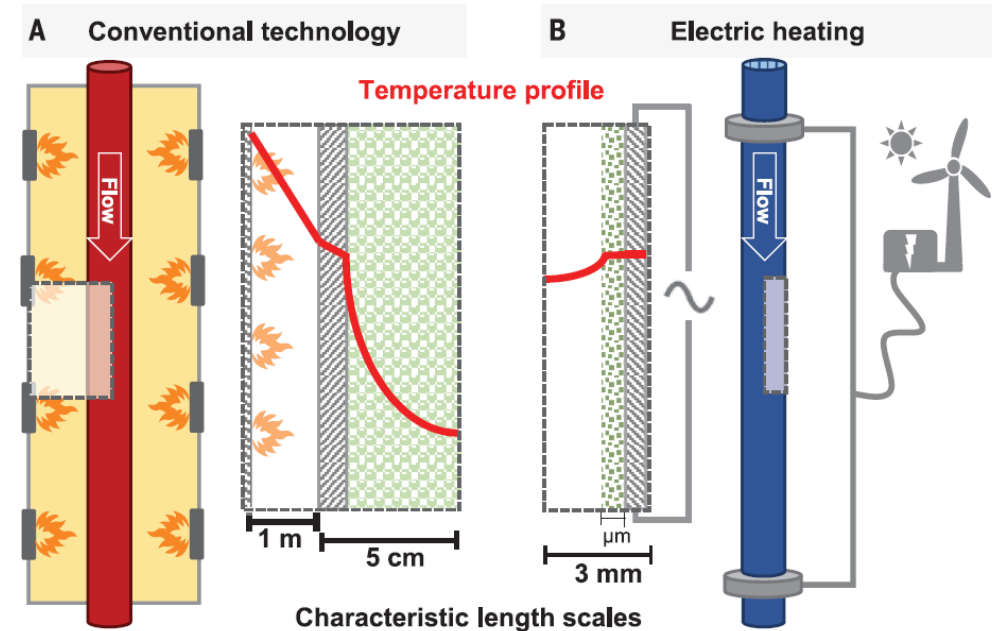 A Conventional technology
B Electric heating
Temperature profile
Flow
Flow
1 m
5 cm
µm
3 mm
Characteristic length scales